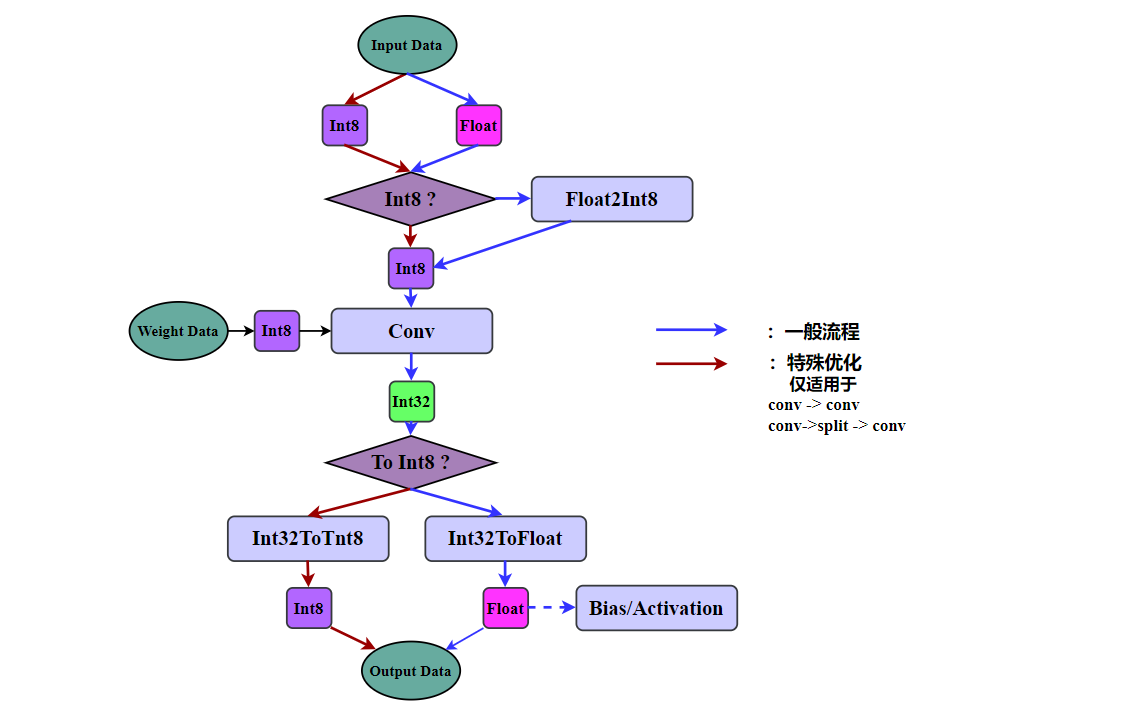 Input Data
Int8
Float
Int8 ?
Float2Int8
Int8
Weight Data
Int8
Conv
Int32
To Int8 ?
Int32ToTnt8
Int32ToFloat
Int8
Float
Bias/Activation
Output Data
：一般流程
：特殊优化
仅适用于
conv -> conv
conv->split -> conv